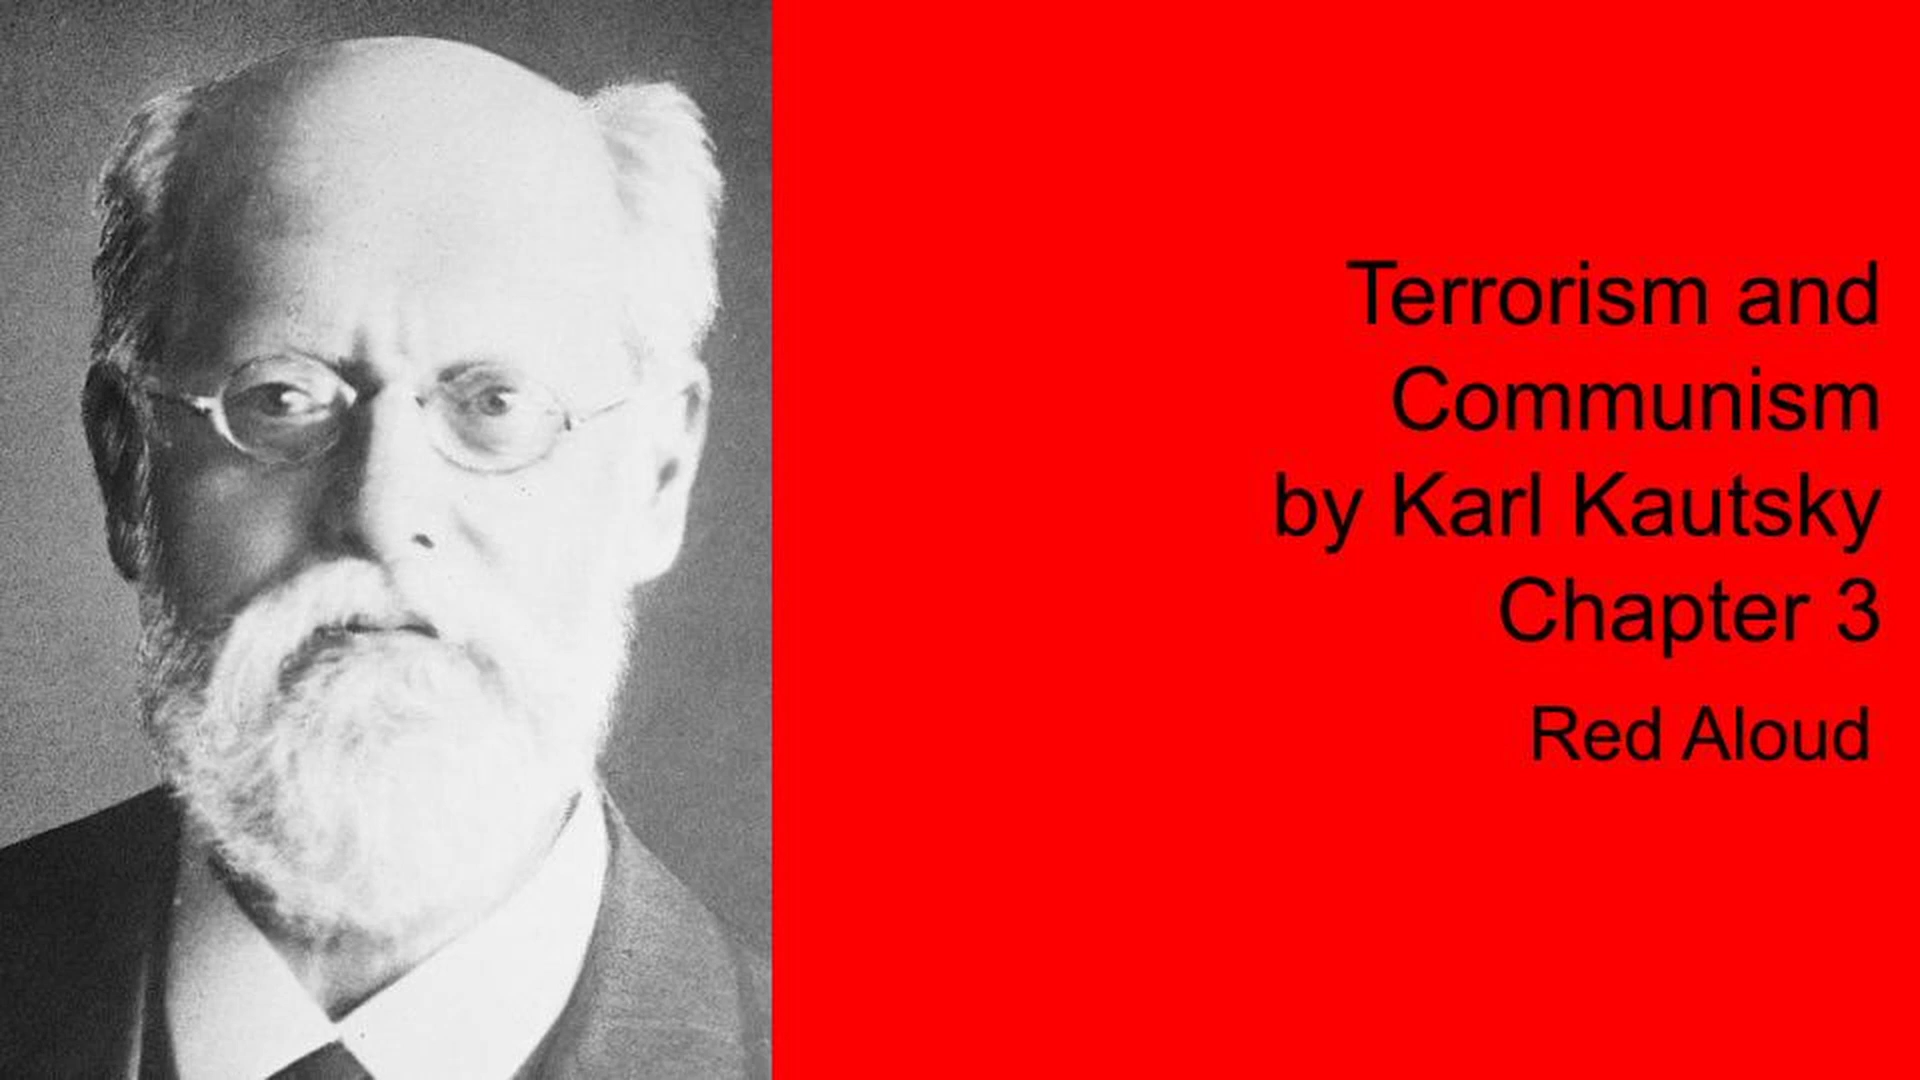 Terrorism and
Communism
by Karl Kautsky
Chapter 3
Red Aloud